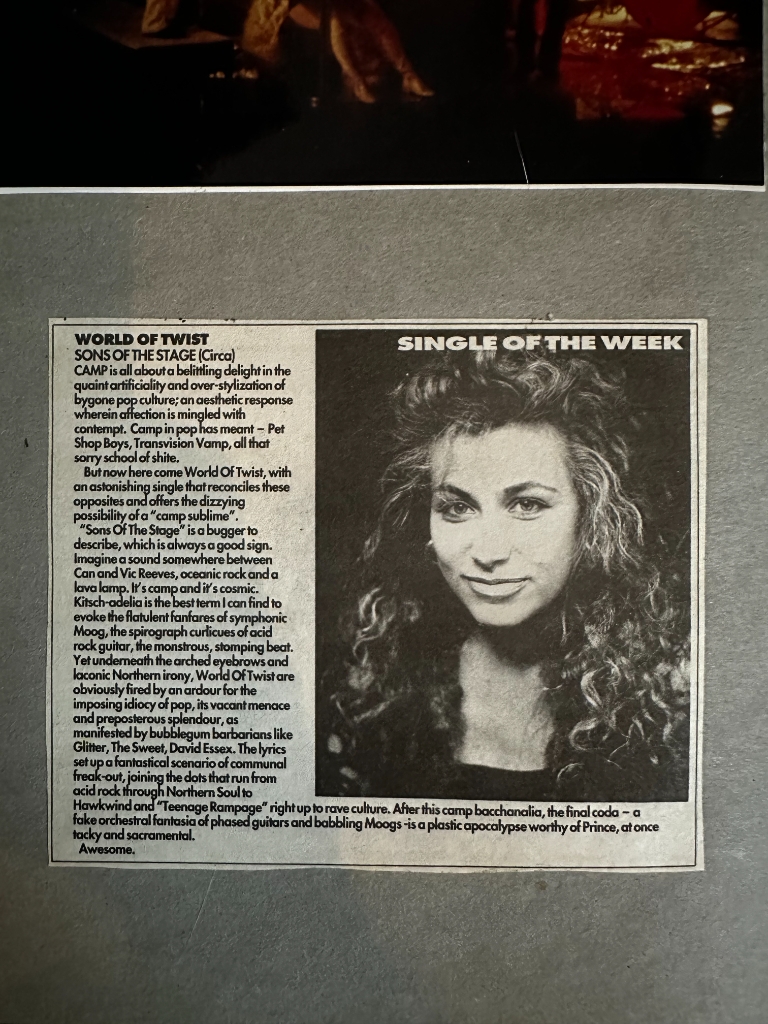 WORLD OF TWIST
SONS OF THE STAGE (Circa)
CAMP is all about a belittling delight in the
quaint artificiality and over-stylization of
bygone pop culture; an aesthetic response
wherein affection is mingled with
contempt. Camp in pop has meant – Pet
Shop Boys, Transvision Vamp, all that
sorry school of shite.
But now here come World Of Twist, with
an astonishing single that reconciles these
opposites and offers the dizzying
possibility of a "camp sublime".
"Sons Of The Stage" is a bugger to
describe, which is always a good sign.
Imagine a sound somewhere between
Can and Vic Reeves, oceanic rock and a
lava lamp. It's camp and it's cosmic.
Kitsch-adelia is the best term I can find to
evoke the flatulent fanfares of symphonic
Moog, the spirograph curlicues of acid
rock guitar, the monstrous, stomping beat.
Yet underneath the arched eyebrows and
laconic Northern irony, World Of Twist are
obviously fired by an ardour for the
imposing idiocy of pop, its vacant menace
and preposterous splendour, as
manifested by bubblegum barbarians like
Glitter, The Sweet, David Essex. The lyrics
set up a fantastical scenario of communal
freak-out, joining the dots that run from
acid rock through Northern Soul to
Hawkwind and "Teenage Rampage" right up to rave culture. After this camp bacchanalia, the final coda – a
fake orchestral fantasia of phased guitars and babbling Moogs -is a plastic apocalypse worthy of Prince, at once
tacky and sacramental.
Awesome.
SINGLE OF THE WEEK